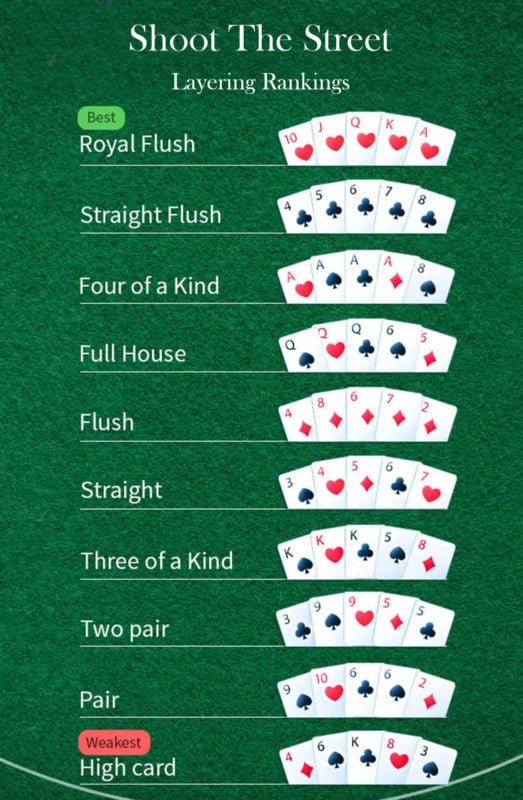 Shoot The Street
Layering Rankings
Best
Royal Flush
10 J Q K A
Straight Flush
4 5 6 7 8
Four of a Kind
A A A A 8
Full House
Q Q Q 6 5
Flush
4 8 6 7 2
Straight
3 4 5 6 7
Three of a Kind
K K K 5 8
Two pair
3 9 9 5 5
Pair
9 10 6 6 2
Weakest
High card
4 6 K 8 3